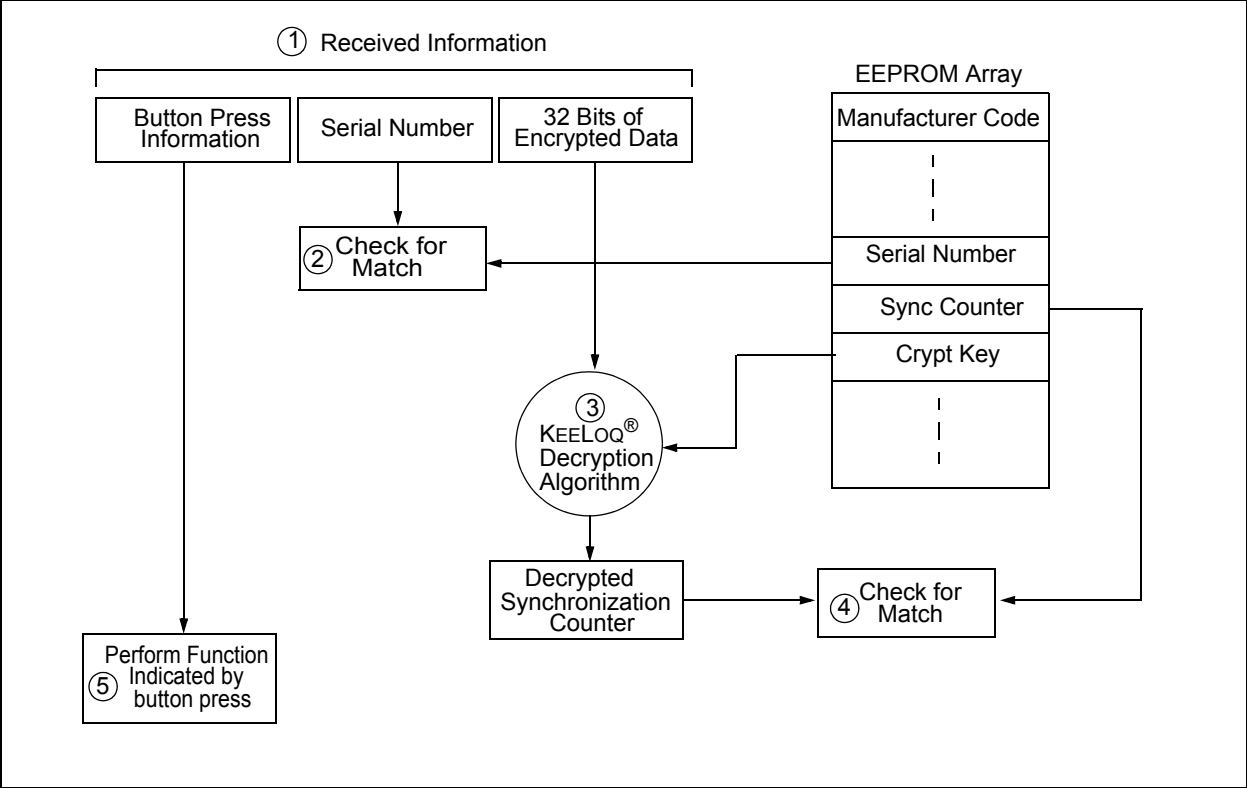 1 Received Information
Button Press
Information
Serial Number
32 Bits of
Encrypted Data
EEPROM Array
Manufacturer Code
Serial Number
Sync Counter
Crypt Key
2 Check for
Match
3
KEELOQ®
Decryption
Algorithm
Decrypted
Synchronization
Counter
4 Check for
Match
Perform Function
5 Indicated by
button press